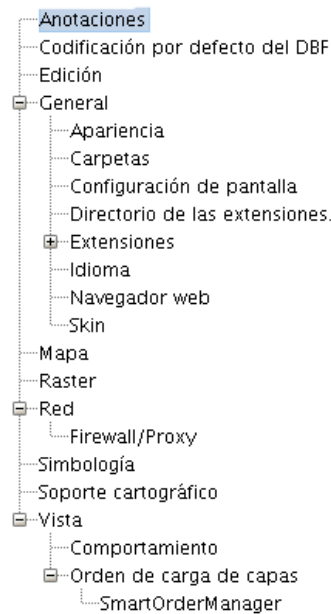 Anotaciones
Codificación por defecto del DBF
Edición
General
Apariencia
Carpetas
Configuración de pantalla
Directorio de las extensiones.
Extensiones
Idioma
Navegador web
Skin
Mapa
Raster
Red
Firewall/Proxy
Simbología
Soporte cartográfico
Vista
Comportamiento
Orden de carga de capas
SmartOrderManager